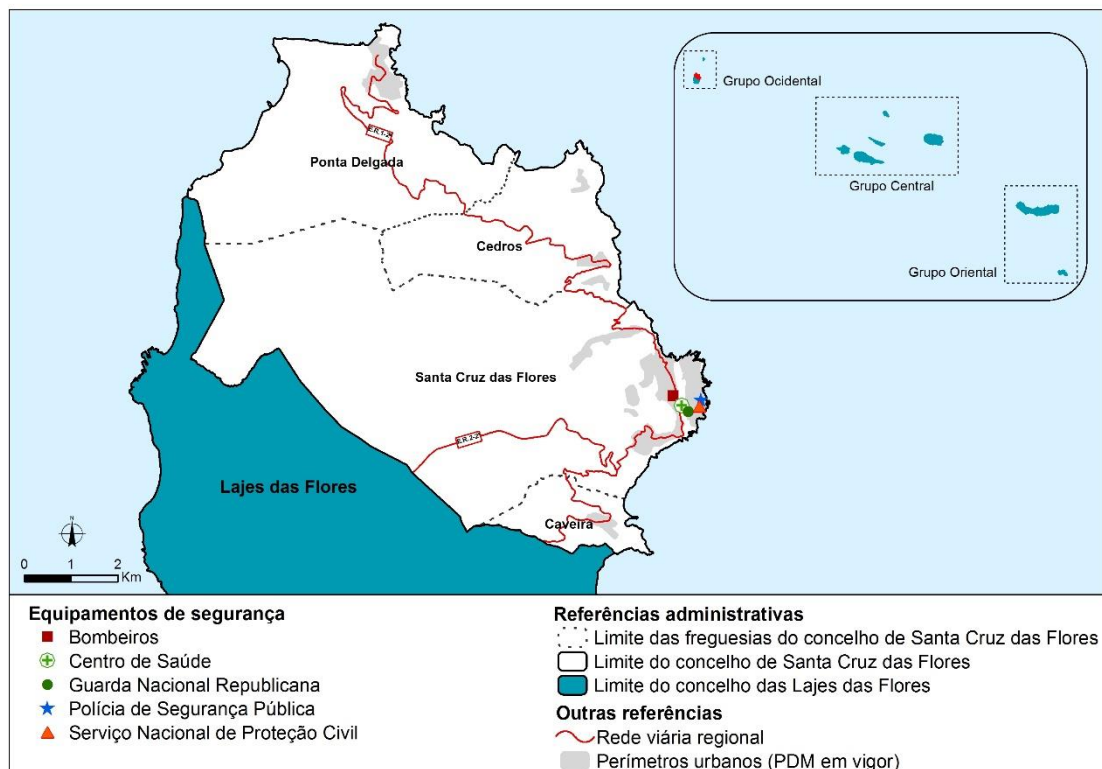 Grupo Ocidental
Grupo Central
Grupo Oriental
E.R.1-2
Ponta Delgada
Cedros
Santa Cruz das Flores
E.R.2-2
Lajes das Flores
Caveira
N
0 1 2
Km
Equipamentos de segurança
Bombeiros
Centro de Saúde
Guarda Nacional Republicana
Polícia de Segurança Pública
Serviço Nacional de Proteção Civil
Referências administrativas
Limite das freguesias do concelho de Santa Cruz das Flores
Limite do concelho de Santa Cruz das Flores
Limite do concelho das Lajes das Flores
Outras referências
Rede viária regional
Perímetros urbanos (PDM em vigor)